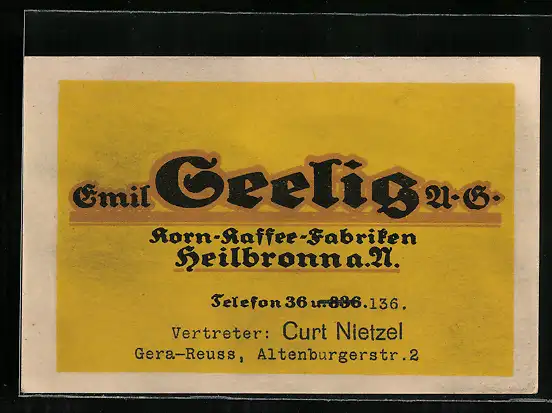 Emil Seelig A.-G.
Korn-Kaffee-Fabriken
Heilbronn a.N.
Telefon 36 u. 836. 136.
Vertreter: Curt Nietzel
Gera-Reuss, Altenburgerstr.2